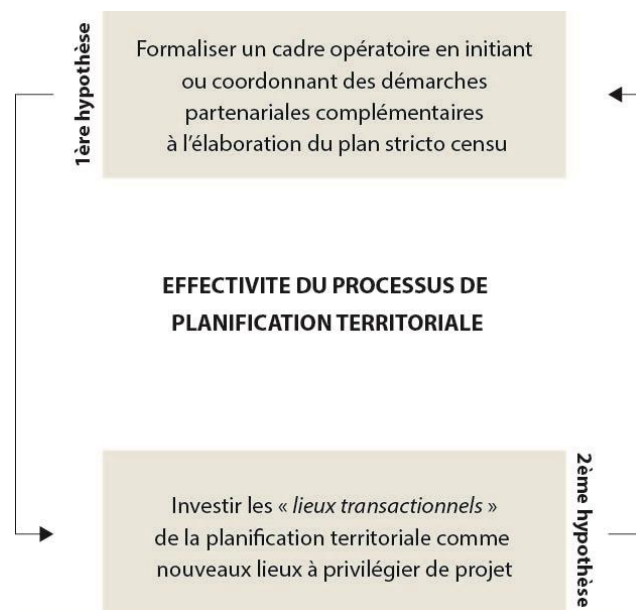 1ère hypothèse
Formaliser un cadre opératoire en initiant
ou coordonnant des démarches
partenariales complémentaires
à l’élaboration du plan stricto censu
EFFECTIVITE DU PROCESSUS DE
PLANIFICATION TERRITORIALE
Investir les « lieux transactionnels »
de la planification territoriale comme
nouveaux lieux à privilégier de projet
2ème hypothèse